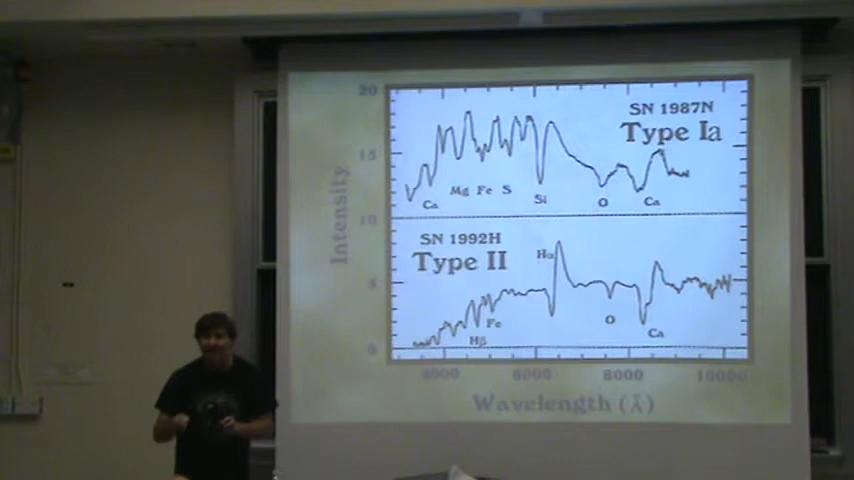 20
SN 1987N
Type Ia
15
Ca Mg Fe S Si O Ca
10
Intensity
SN 1992H
Type II
Hα
5
Fe
Hβ
O
Ca
0
4000 6000 8000 10000
Wavelength (Å)